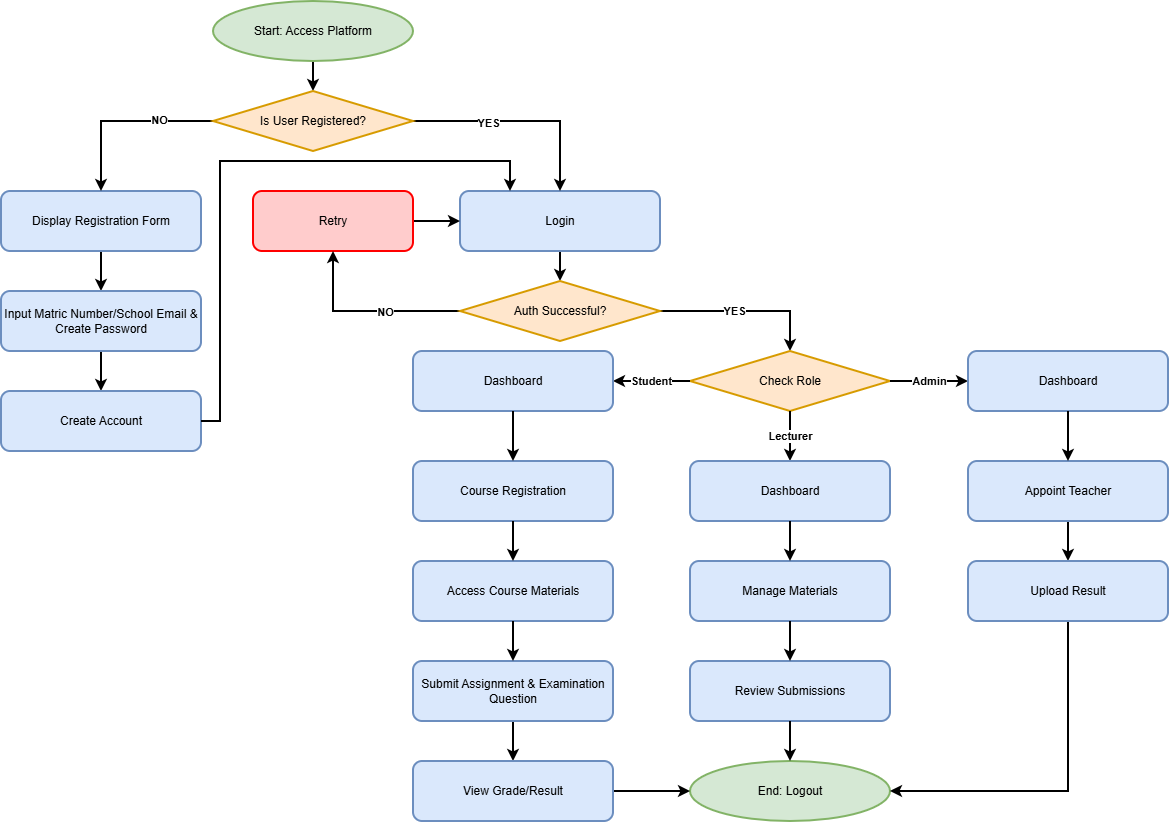 Start: Access Platform
Is User Registered?
NO
YES
Display Registration Form
Retry
Login
Input Matric Number/School Email &
Create Password
NO
Auth Successful?
YES
Dashboard
Student
Check Role
Admin
Dashboard
Create Account
Lecturer
Course Registration
Dashboard
Appoint Teacher
Access Course Materials
Manage Materials
Upload Result
Submit Assignment & Examination
Question
Review Submissions
View Grade/Result
End: Logout